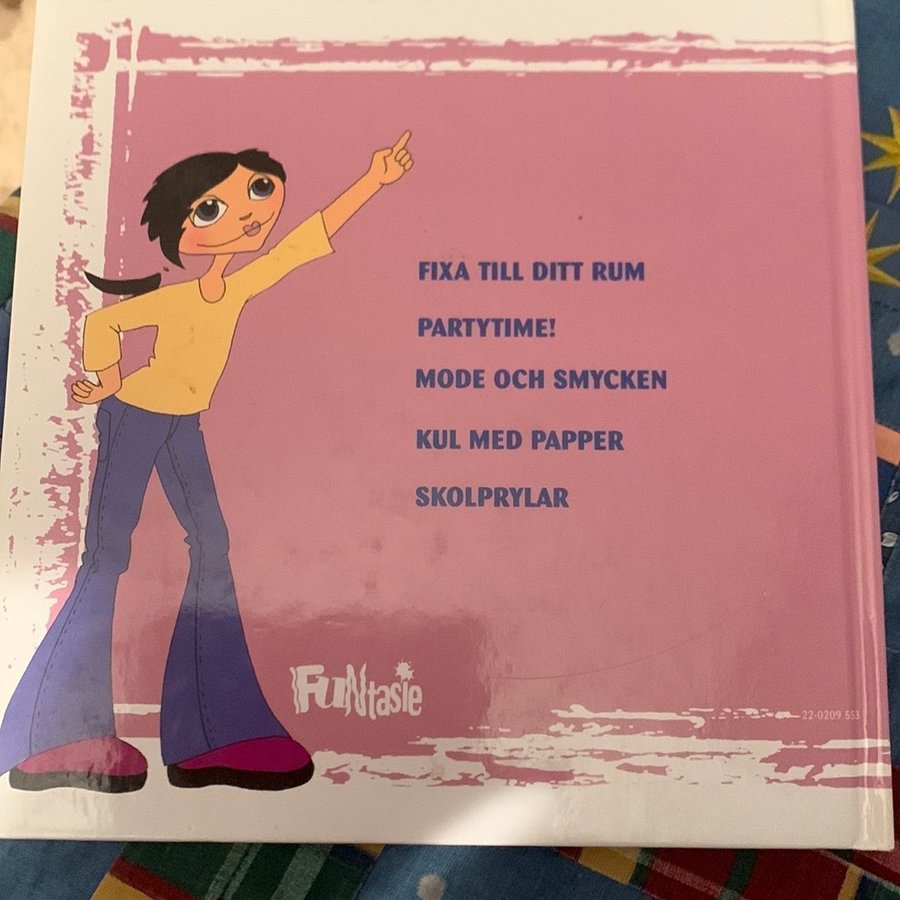 FIXA TILL DITT RUM
PARTYTIME!
MODE OCH SMYCKEN
KUL MED PAPPER
SKOLPRYLAR
FUNtasie
22-0209 553